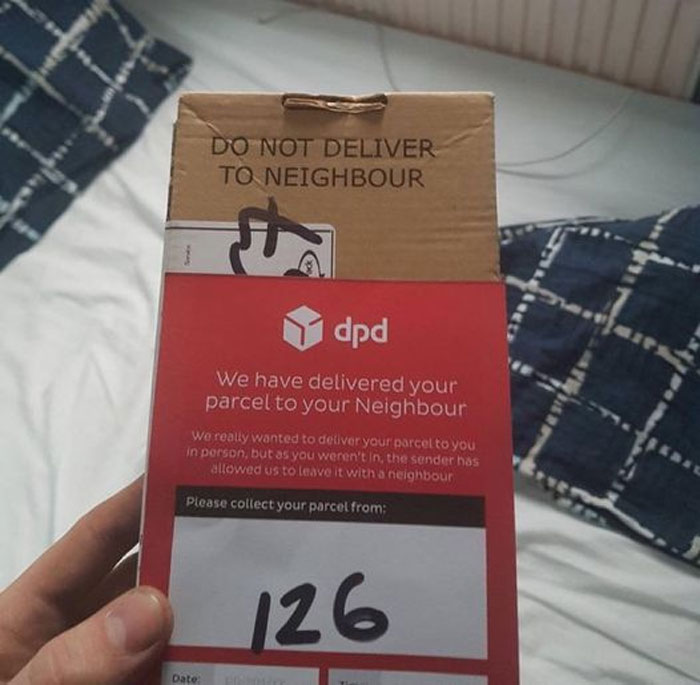 DO NOT DELIVER
TO NEIGHBOUR
dpd
We have delivered your
parcel to your Neighbour
We really wanted to deliver your parcel to you
in person, but as you weren't in, the sender has
allowed us to leave it with a neighbour
Please collect your parcel from:
126
Date: